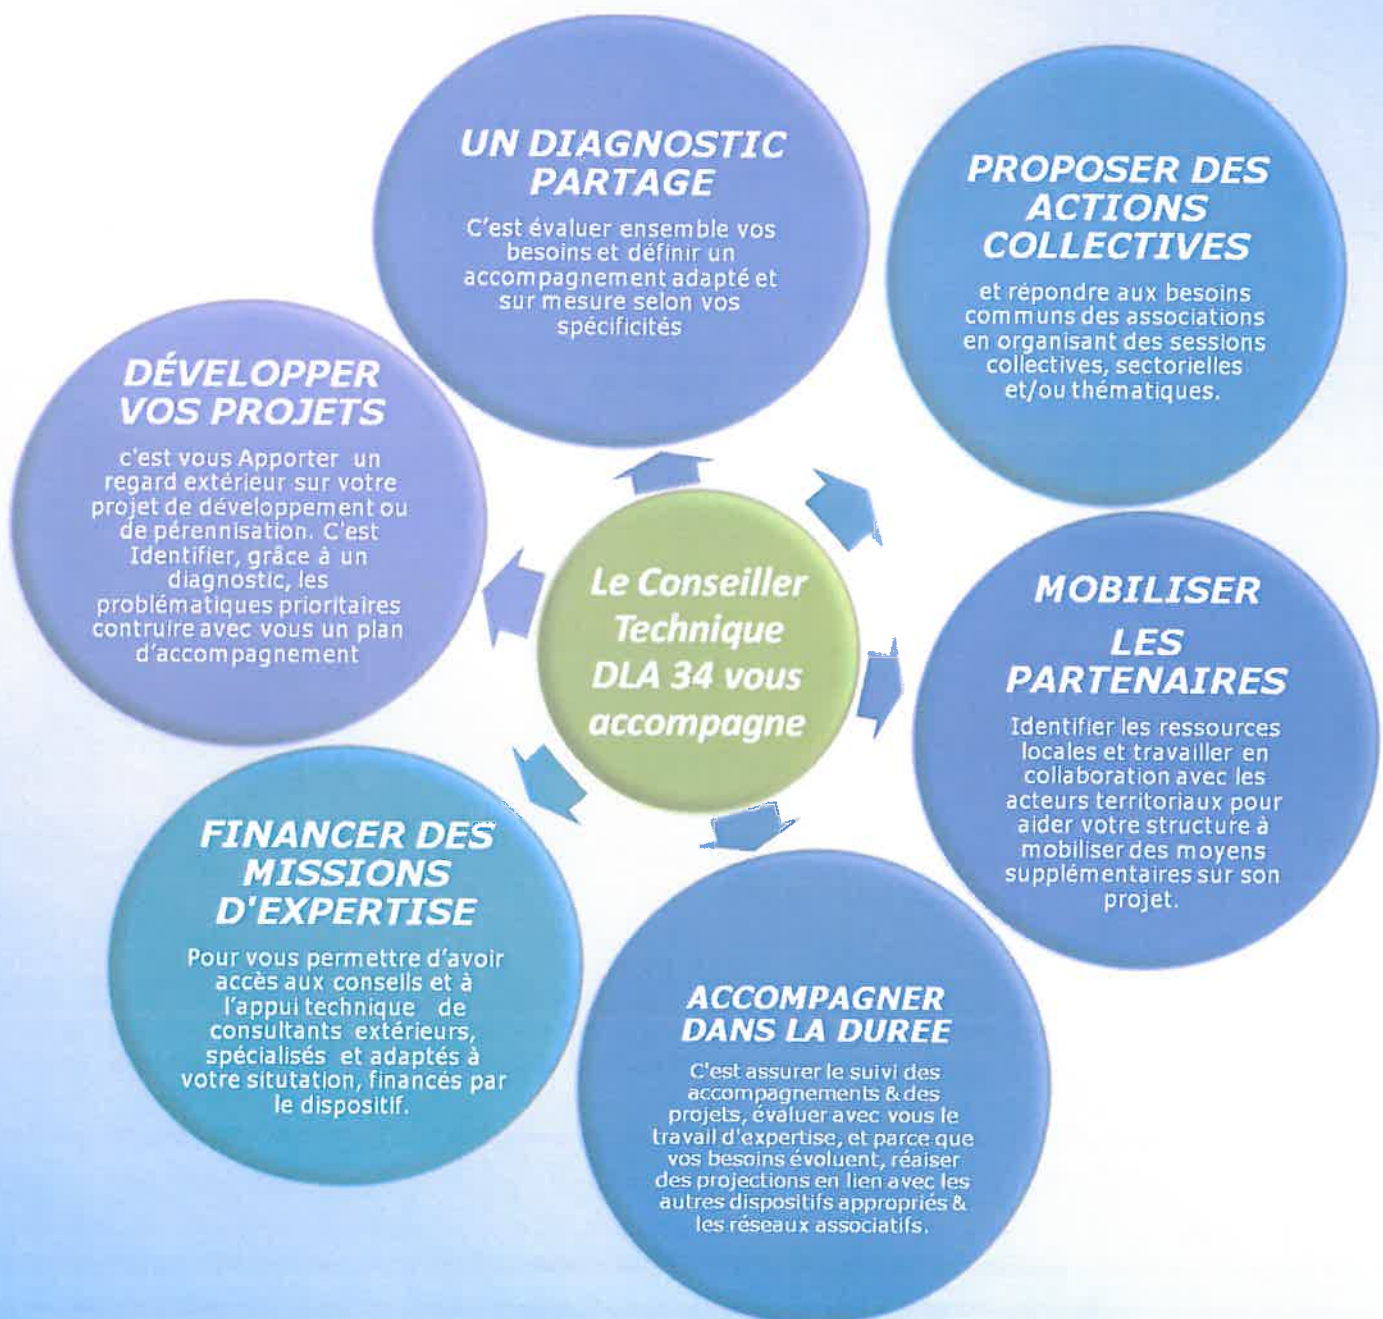 UN DIAGNOSTIC
PARTAGE
C'est évaluer ensemble vos
besoins et définir un
accompagnement adapté et
sur mesure selon vos
spécificités
PROPOSER DES
ACTIONS
COLLECTIVES
et répondre aux besoins
communs des associations
en organisant des sessions
collectives, sectorielles
et/ou thématiques.
MOBILISER
LES
PARTENAIRES
Identifier les ressources
locales et travailler en
collaboration avec les
acteurs territoriaux pour
aider votre structure à
mobiliser des moyens
supplémentaires sur son
projet.
ACCOMPAGNER
DANS LA DUREE
C'est assurer le suivi des
accompagnements & des
projets, évaluer avec vous le
travail d'expertise, et parce que
vos besoins évoluent, réaiser
des projections en lien avec les
autres dispositifs appropriés &
les réseaux associatifs.
FINANCER DES
MISSIONS
D'EXPERTISE
Pour vous permettre d'avoir
accès aux conseils et à
l'appui technique de
consultants extérieurs,
spécialisés et adaptés à
votre situtation, financés par
le dispositif.
DÉVELOPPER
VOS PROJETS
c'est vous Apporter un
regard extérieur sur votre
projet de développement ou
de pérennisation. C'est
Identifier, grâce à un
diagnostic, les
problématiques prioritaires
contruire avec vous un plan
d'accompagnement
Le Conseiller
Technique
DLA 34 vous
accompagne